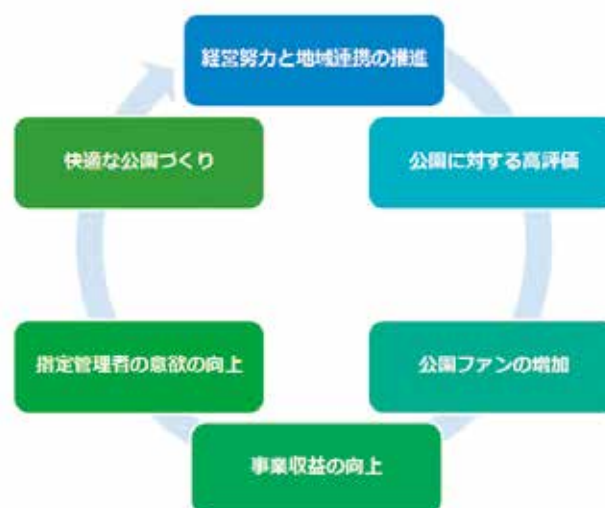 経営努力と地域連携の推進
公園に対する高評価
公園ファンの増加
事業収益の向上
指定管理者の意欲の向上
快適な公園づくり